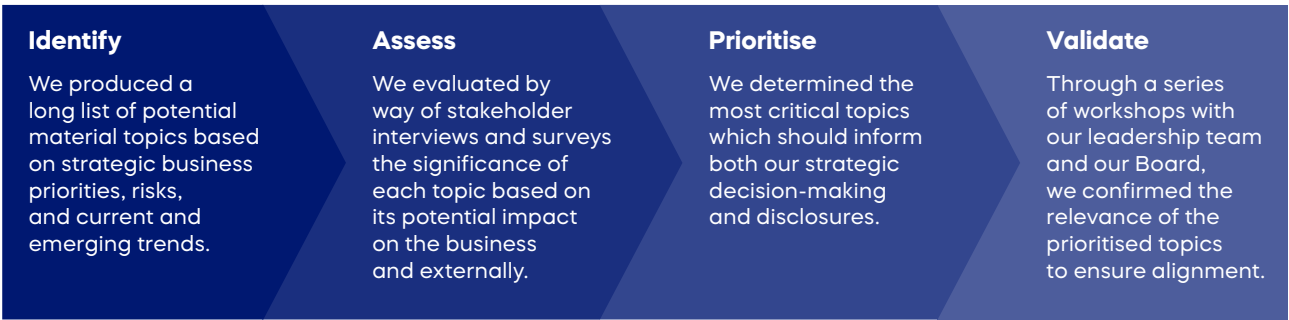 Identify
We produced a
long list of potential
material topics based
on strategic business
priorities, risks,
and current and
emerging trends.
Assess
We evaluated by
way of stakeholder
interviews and surveys
the significance of
each topic based on
its potential impact
on the business
and externally.
Prioritise
We determined the
most critical topics
which should inform
both our strategic
decision-making
and disclosures.
Validate
Through a series
of workshops with
our leadership team
and our Board,
we confirmed the
relevance of the
prioritised topics
to ensure alignment.